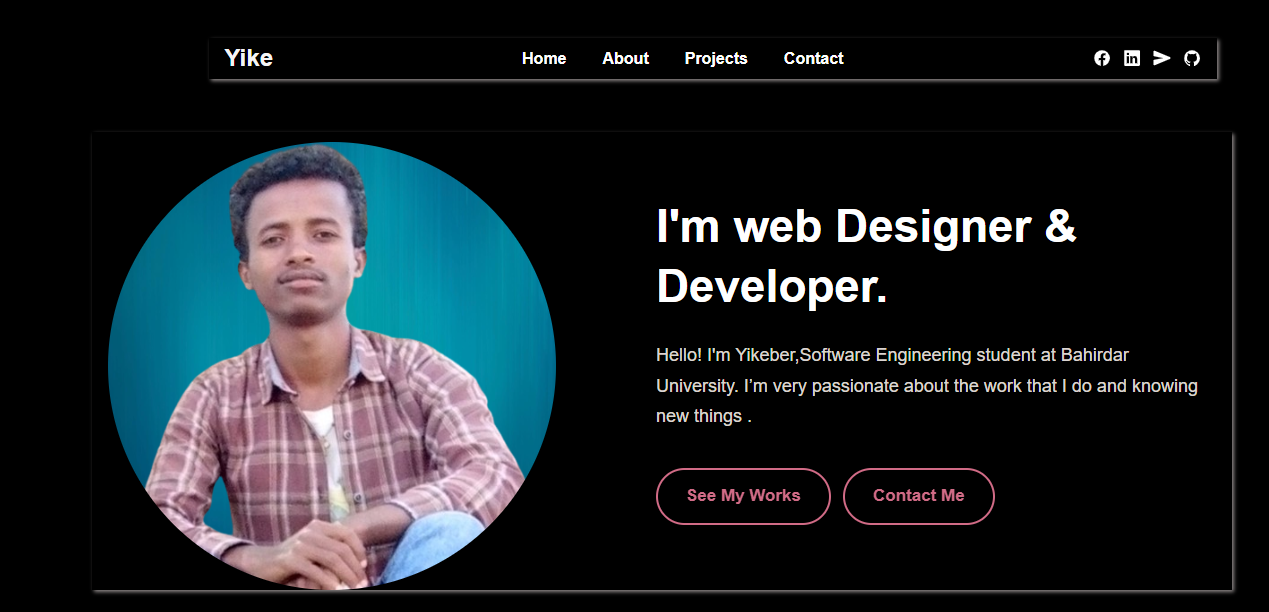 Yike
Home About Projects Contact
I'm web Designer &
Developer.
Hello! I'm Yikeber,Software Engineering student at Bahirdar
University. I’m very passionate about the work that I do and knowing
new things .
See My Works Contact Me